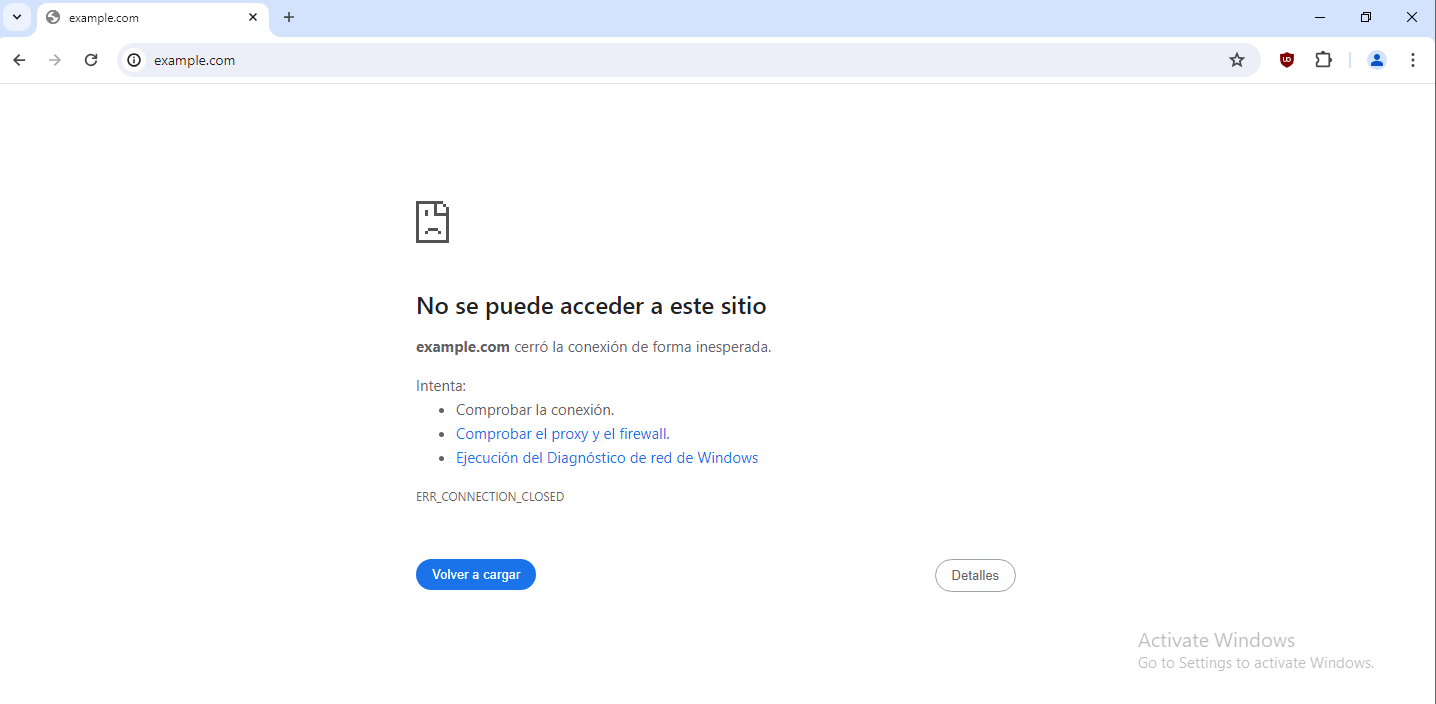 example.com
example.com
No se puede acceder a este sitio
example.com cerró la conexión de forma inesperada.
Intenta:
Comprobar la conexión.
Comprobar el proxy y el firewall.
Ejecución del Diagnóstico de red de Windows
ERR_CONNECTION_CLOSED
Volver a cargar
Detalles
Activate Windows
Go to Settings to activate Windows.